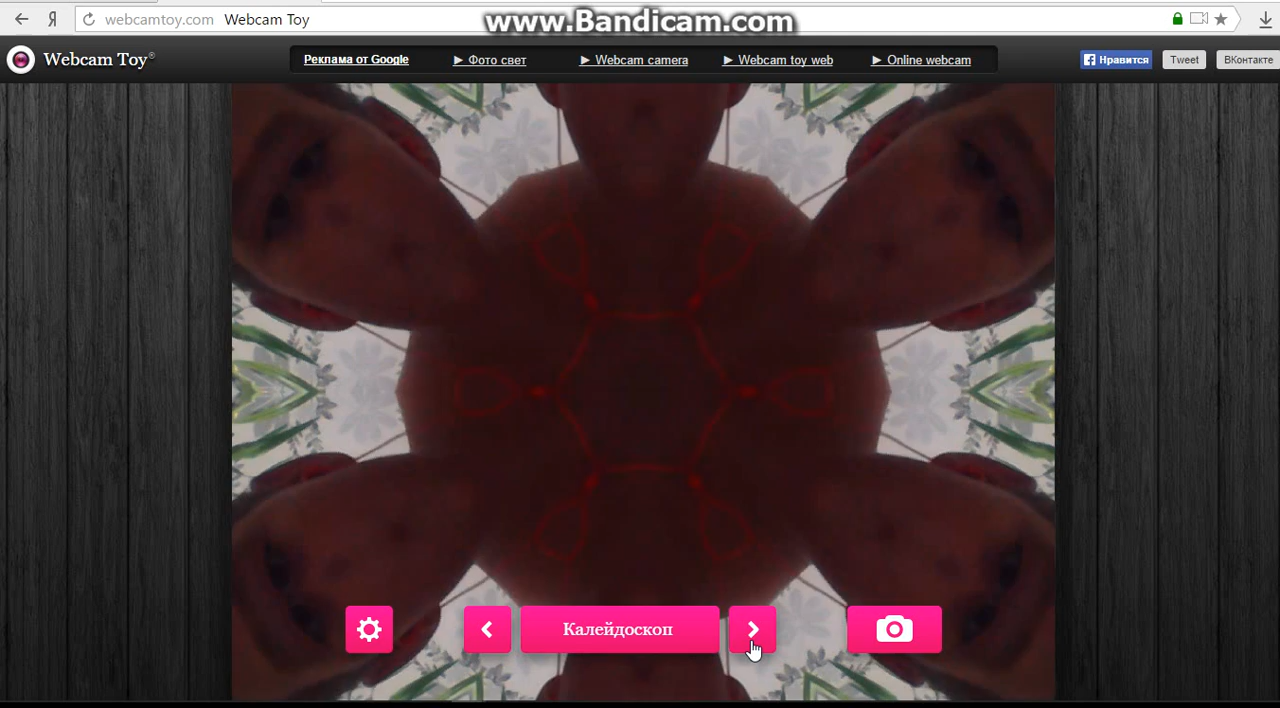 www.Bandicam.com
Я webcamtoy.com Webcam Toy
Webcam Toy®
Реклама от Google ▶ Фото свет ▶ Webcam camera ▶ Webcam toy web ▶ Online webcam
Нравится Tweet ВКонтакте
Калейдоскоп